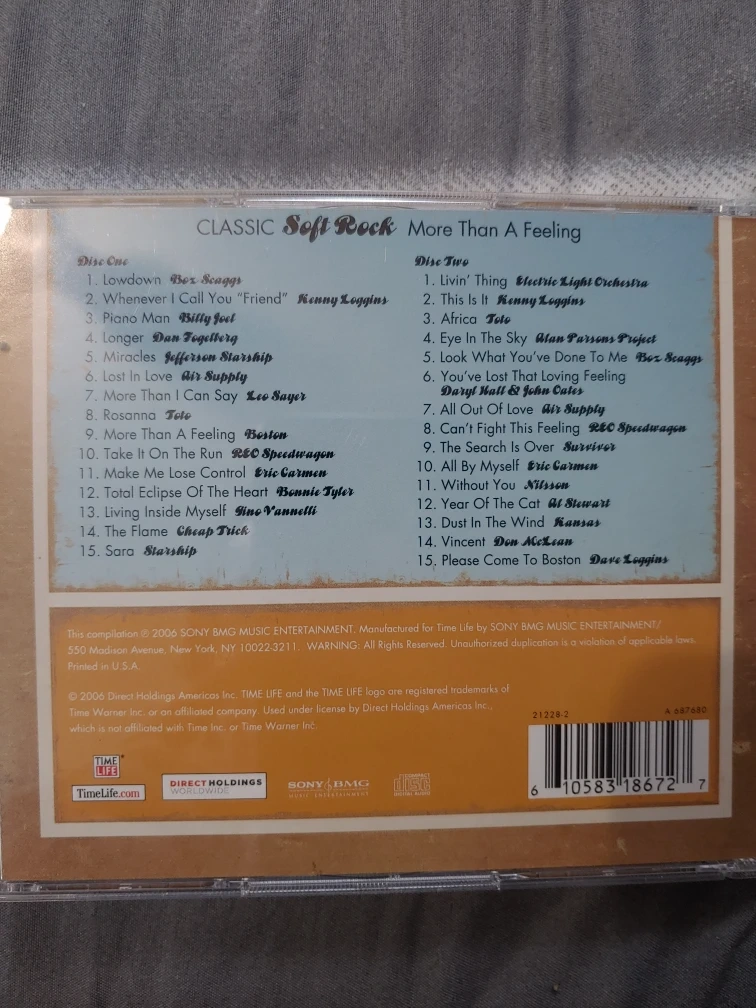 CLASSIC Soft Rock More Than A Feeling
Disc One
1. Lowdown Boz Scaggs
2. Whenever I Call You "Friend" Kenny Loggins
3. Piano Man Billy Joel
4. Longer Dan Fogelberg
5. Miracles Jefferson Starship
6. Lost In Love Air Supply
7. More Than I Can Say Leo Sayer
8. Rosanna Toto
9. More Than A Feeling Boston
10. Take It On The Run REO Speedwagon
11. Make Me Lose Control Eric Carmen
12. Total Eclipse Of The Heart Bonnie Tyler
13. Living Inside Myself Gino Vannelli
14. The Flame Cheap Trick
15. Sara Starship
Disc Two
1. Livin' Thing Electric Light Orchestra
2. This Is It Kenny Loggins
3. Africa Toto
4. Eye In The Sky Alan Parsons Project
5. Look What You've Done To Me Boz Scaggs
6. You've Lost That Loving Feeling
Daryl Hall & John Oates
7. All Out Of Love Air Supply
8. Can't Fight This Feeling REO Speedwagon
9. The Search Is Over Survivor
10. All By Myself Eric Carmen
11. Without You Nilsson
12. Year Of The Cat Al Stewart
13. Dust In The Wind Kansas
14. Vincent Don McLean
15. Please Come To Boston Dave Loggins
This compilation ℗ 2006 SONY BMG MUSIC ENTERTAINMENT. Manufactured for Time Life by SONY BMG MUSIC ENTERTAINMENT/
550 Madison Avenue, New York, NY 10022-3211. WARNING: All Rights Reserved. Unauthorized duplication is a violation of applicable laws.
Printed in U.S.A.
© 2006 Direct Holdings Americas Inc. TIME LIFE and the TIME LIFE logo are registered trademarks of
Time Warner Inc. or an affiliated company. Used under license by Direct Holdings Americas Inc.,
which is not affiliated with Time Inc. or Time Warner Inc.
21228-2 A 687680
TIME
LIFE
TimeLife.com
DIRECT HOLDINGS
WORLDWIDE
SONY BMG
MUSIC ENTERTAINMENT
COMPACT
disc
DIGITAL AUDIO
6 10583 18672 7